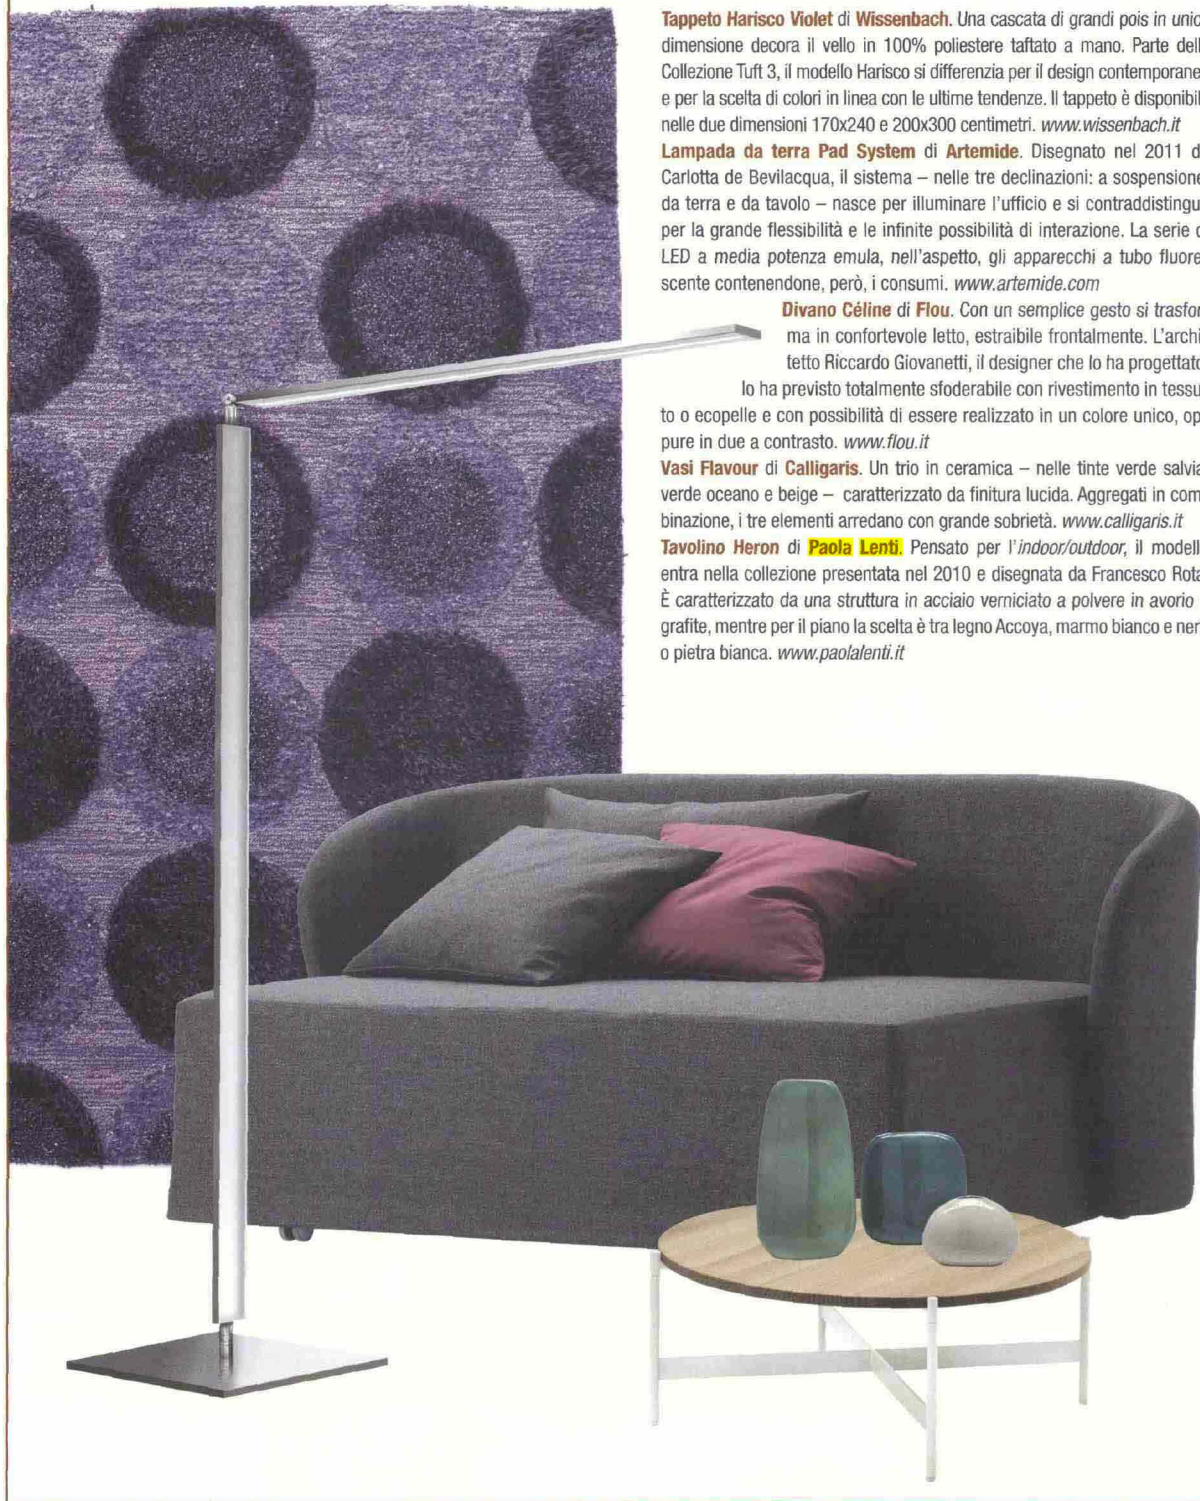 Tappeto Harisco Violet di Wissenbach. Una cascata di grandi pois in unic
dimensione decora il vello in 100% poliestere taftato a mano. Parte dell
Collezione Tuft 3, il modello Harisco si differenzia per il design contemporane
e per la scelta di colori in linea con le ultime tendenze. Il tappeto è disponibil
nelle due dimensioni 170x240 e 200x300 centimetri. www.wissenbach.it
Lampada da terra Pad System di Artemide. Disegnato nel 2011 d
Carlotta de Bevilacqua, il sistema – nelle tre declinazioni: a sospensione
da terra e da tavolo – nasce per illuminare l'ufficio e si contraddistingu
per la grande flessibilità e le infinite possibilità di interazione. La serie d
LED a media potenza emula, nell'aspetto, gli apparecchi a tubo fluore
scente contenendone, però, i consumi. www.artemide.com
Divano Céline di Flou. Con un semplice gesto si trasfor
ma in confortevole letto, estraibile frontalmente. L'archi
tetto Riccardo Giovanetti, il designer che lo ha progettato
lo ha previsto totalmente sfoderabile con rivestimento in tessu
to o ecopelle e con possibilità di essere realizzato in un colore unico, op
pure in due a contrasto. www.flou.it
Vasi Flavour di Calligaris. Un trio in ceramica – nelle tinte verde salvia
verde oceano e beige – caratterizzato da finitura lucida. Aggregati in com
binazione, i tre elementi arredano con grande sobrietà. www.calligaris.it
Tavolino Heron di Paola Lenti. Pensato per l'indoor/outdoor, il modell
entra nella collezione presentata nel 2010 e disegnata da Francesco Rota
È caratterizzato da una struttura in acciaio verniciato a polvere in avorio
grafite, mentre per il piano la scelta è tra legno Accoya, marmo bianco e ner
o pietra bianca. www.paolalenti.it